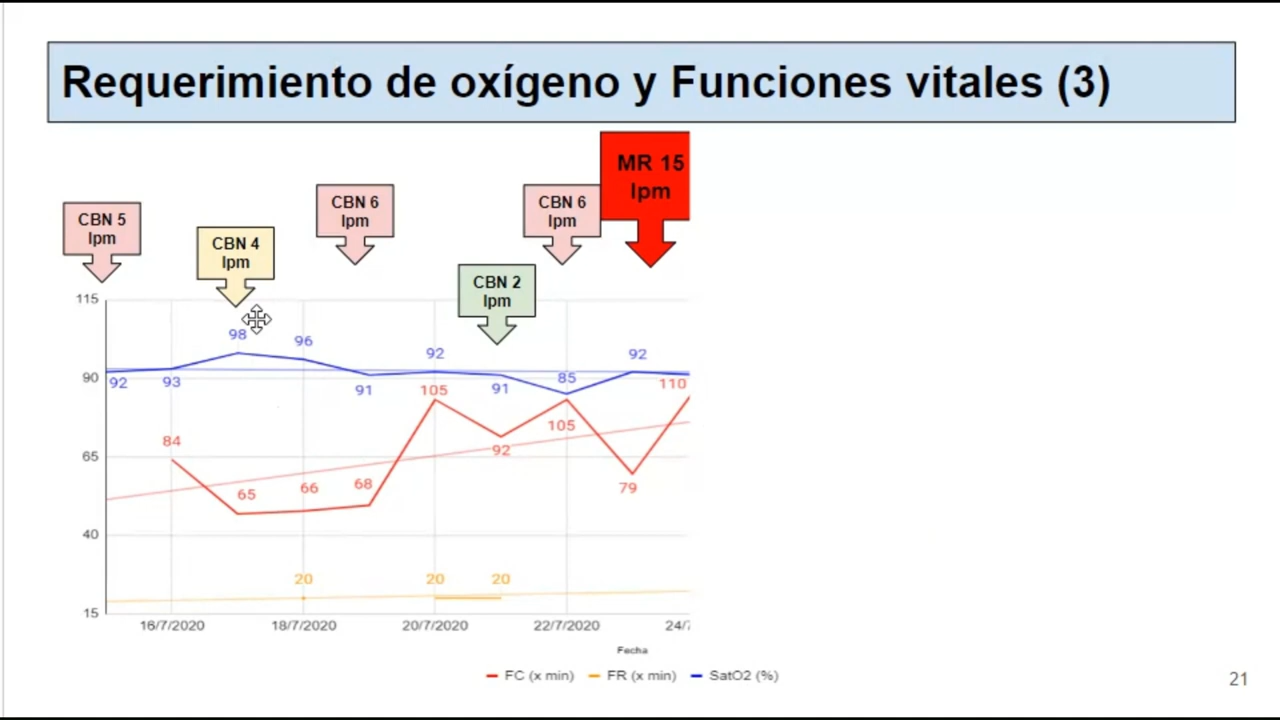 Requerimiento de oxígeno y Funciones vitales (3)
MR 15
lpm
CBN 5
lpm
CBN 4
lpm
CBN 6
lpm
CBN 2
lpm
CBN 6
lpm
115
90
65
40
15
92
93
98
96
91
92
91
85
92
84
65
66
68
105
92
105
79
110
20
20
20
16/7/2020
18/7/2020
20/7/2020
22/7/2020
24/7
Fecha
FC (x min)
FR (x min)
SatO2 (%)
21